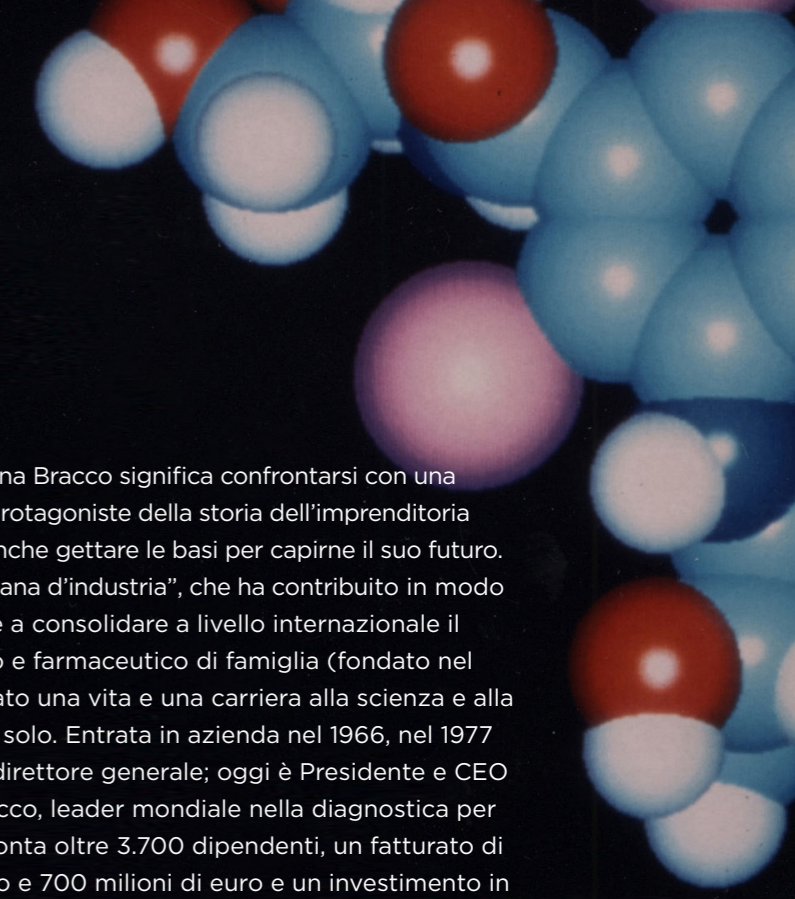 na Bracco significa confrontarsi con una
rotagoniste della storia dell’imprenditoria
nche gettare le basi per capirne il suo futuro.
ana d’industria”, che ha contribuito in modo
e a consolidare a livello internazionale il
o e farmaceutico di famiglia (fondato nel
ato una vita e una carriera alla scienza e alla
solo. Entrata in azienda nel 1966, nel 1977
direttore generale; oggi è Presidente e CEO
cco, leader mondiale nella diagnostica per
onta oltre 3.700 dipendenti, un fatturato di
o e 700 milioni di euro e un investimento in